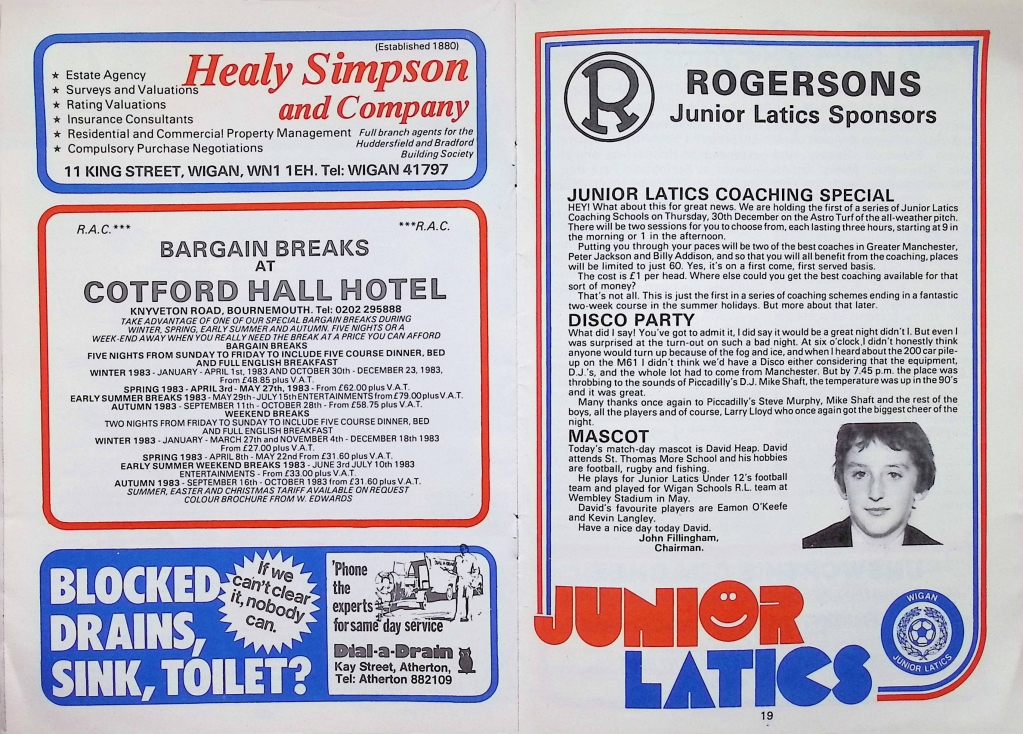 (Established 1880)
Healy Simpson
and Company
★ Estate Agency
★ Surveys and Valuations
★ Rating Valuations
★ Insurance Consultants
★ Residential and Commercial Property Management
★ Compulsory Purchase Negotiations
Full branch agents for the
Huddersfield and Bradford
Building Society
11 KING STREET, WIGAN, WN1 1EH. Tel: WIGAN 41797
R.A.C.*** ***R.A.C.
BARGAIN BREAKS
AT
COTFORD HALL HOTEL
KNYVETON ROAD, BOURNEMOUTH. Tel: 0202 295888
TAKE ADVANTAGE OF ONE OF OUR SPECIAL BARGAIN BREAKS DURING
WINTER, SPRING, EARLY SUMMER AND AUTUMN. FIVE NIGHTS OR A
WEEK-END AWAY WHEN YOU REALLY NEED THE BREAK AT A PRICE YOU CAN AFFORD
BARGAIN BREAKS
FIVE NIGHTS FROM SUNDAY TO FRIDAY TO INCLUDE FIVE COURSE DINNER, BED
AND FULL ENGLISH BREAKFAST
WINTER 1983 - JANUARY - APRIL 1st, 1983 AND OCTOBER 30th - DECEMBER 23, 1983,
From £48.85 plus V.A.T.
SPRING 1983 - APRIL 3rd - MAY 27th, 1983 - From £62.00 plus V.A.T.
EARLY SUMMER BREAKS 1983 - MAY 29th - JULY 15th ENTERTAINMENTS from £79.00 plus V.A.T.
AUTUMN 1983 - SEPTEMBER 11th - OCTOBER 28th - From £58.75 plus V.A.T.
WEEKEND BREAKS
TWO NIGHTS FROM FRIDAY TO SUNDAY TO INCLUDE FIVE COURSE DINNER, BED
AND FULL ENGLISH BREAKFAST
WINTER 1983 - JANUARY - MARCH 27th and NOVEMBER 4th - DECEMBER 18th 1983
From £27.00 plus V.A.T.
SPRING 1983 - APRIL 8th - MAY 22nd From £31.60 plus V.A.T.
EARLY SUMMER WEEKEND BREAKS 1983 - JUNE 3rd JULY 10th 1983
ENTERTAINMENTS - From £33.00 plus V.A.T.
AUTUMN 1983 - SEPTEMBER 16th - OCTOBER 1983 from £31.60 plus V.A.T.
SUMMER, EASTER AND CHRISTMAS TARIFF AVAILABLE ON REQUEST
COLOUR BROCHURE FROM W. EDWARDS
BLOCKED
DRAINS,
SINK, TOILET?
If we
can't clear
it, nobody
can.
'Phone
the
experts
for same day service
Dial-a-Drain
Kay Street, Atherton,
Tel: Atherton 882109
R
ROGERSONS
Junior Latics Sponsors
JUNIOR LATICS COACHING SPECIAL
HEY! What about this for great news. We are holding the first of a series of Junior Latics
Coaching Schools on Thursday, 30th December on the Astro Turf of the all-weather pitch.
There will be two sessions for you to choose from, each lasting three hours, starting at 9 in
the morning or 1 in the afternoon.
Putting you through your paces will be two of the best coaches in Greater Manchester,
Peter Jackson and Billy Addison, and so that you will all benefit from the coaching, places
will be limited to just 60. Yes, it's on a first come, first served basis.
The cost is £1 per head. Where else could you get the best coaching available for that
sort of money?
That's not all. This is just the first in a series of coaching schemes ending in a fantastic
two-week course in the summer holidays. But more about that later.
DISCO PARTY
What did I say! You've got to admit it, I did say it would be a great night didn't I. But even I
was surprised at the turn-out on such a bad night. At six o'clock, I didn't honestly think
anyone would turn up because of the fog and ice, and when I heard about the 200 car pile-
up on the M61 I didn't think we'd have a Disco either considering that the equipment,
D.J.'s, and the whole lot had to come from Manchester. But by 7.45 p.m. the place was
throbbing to the sounds of Piccadilly's D.J. Mike Shaft, the temperature was up in the 90's
and it was great.
Many thanks once again to Piccadilly's Steve Murphy, Mike Shaft and the rest of the
boys, all the players and of course, Larry Lloyd who once again got the biggest cheer of the
night.
MASCOT
Today's match-day mascot is David Heap. David
attends St. Thomas More School and his hobbies
are football, rugby and fishing.
He plays for Junior Latics Under 12's football
team and played for Wigan Schools R.L. team at
Wembley Stadium in May.
David's favourite players are Eamon O'Keefe
and Kevin Langley.
Have a nice day today David.
John Fillingham,
Chairman.
JUNIOR
LATICS
WIGAN
JUNIOR LATICS
19